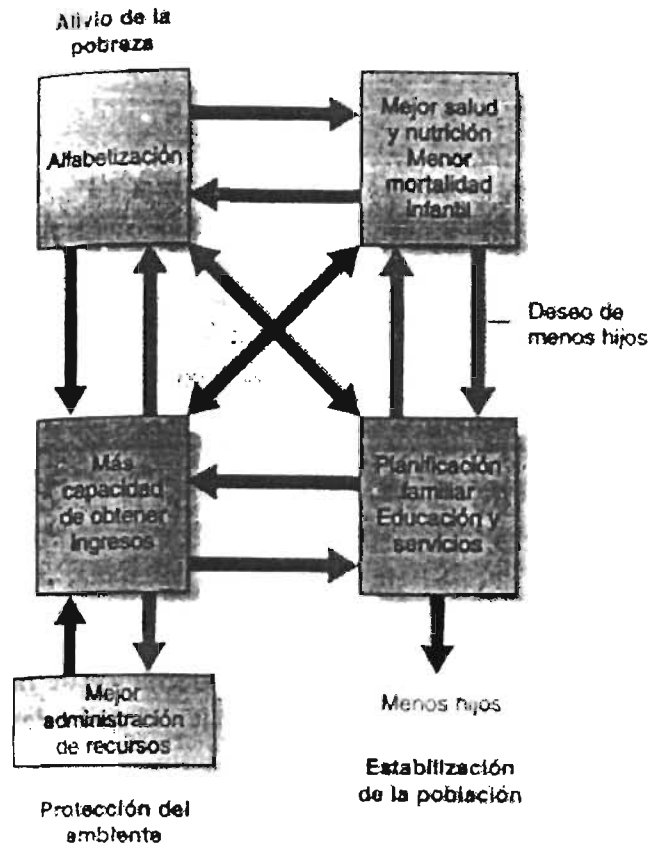 Alivio de la
pobreza
Alfabetización
Mejor salud
y nutrición
Menor
mortalidad
infantil
Deseo de
menos hijos
Más
capacidad
de obtener
ingresos
Planificación
familiar
Educación y
servicios
Mejor
administración
de recursos
Menos hijos
Protección del
ambiente
Estabilización
de la población